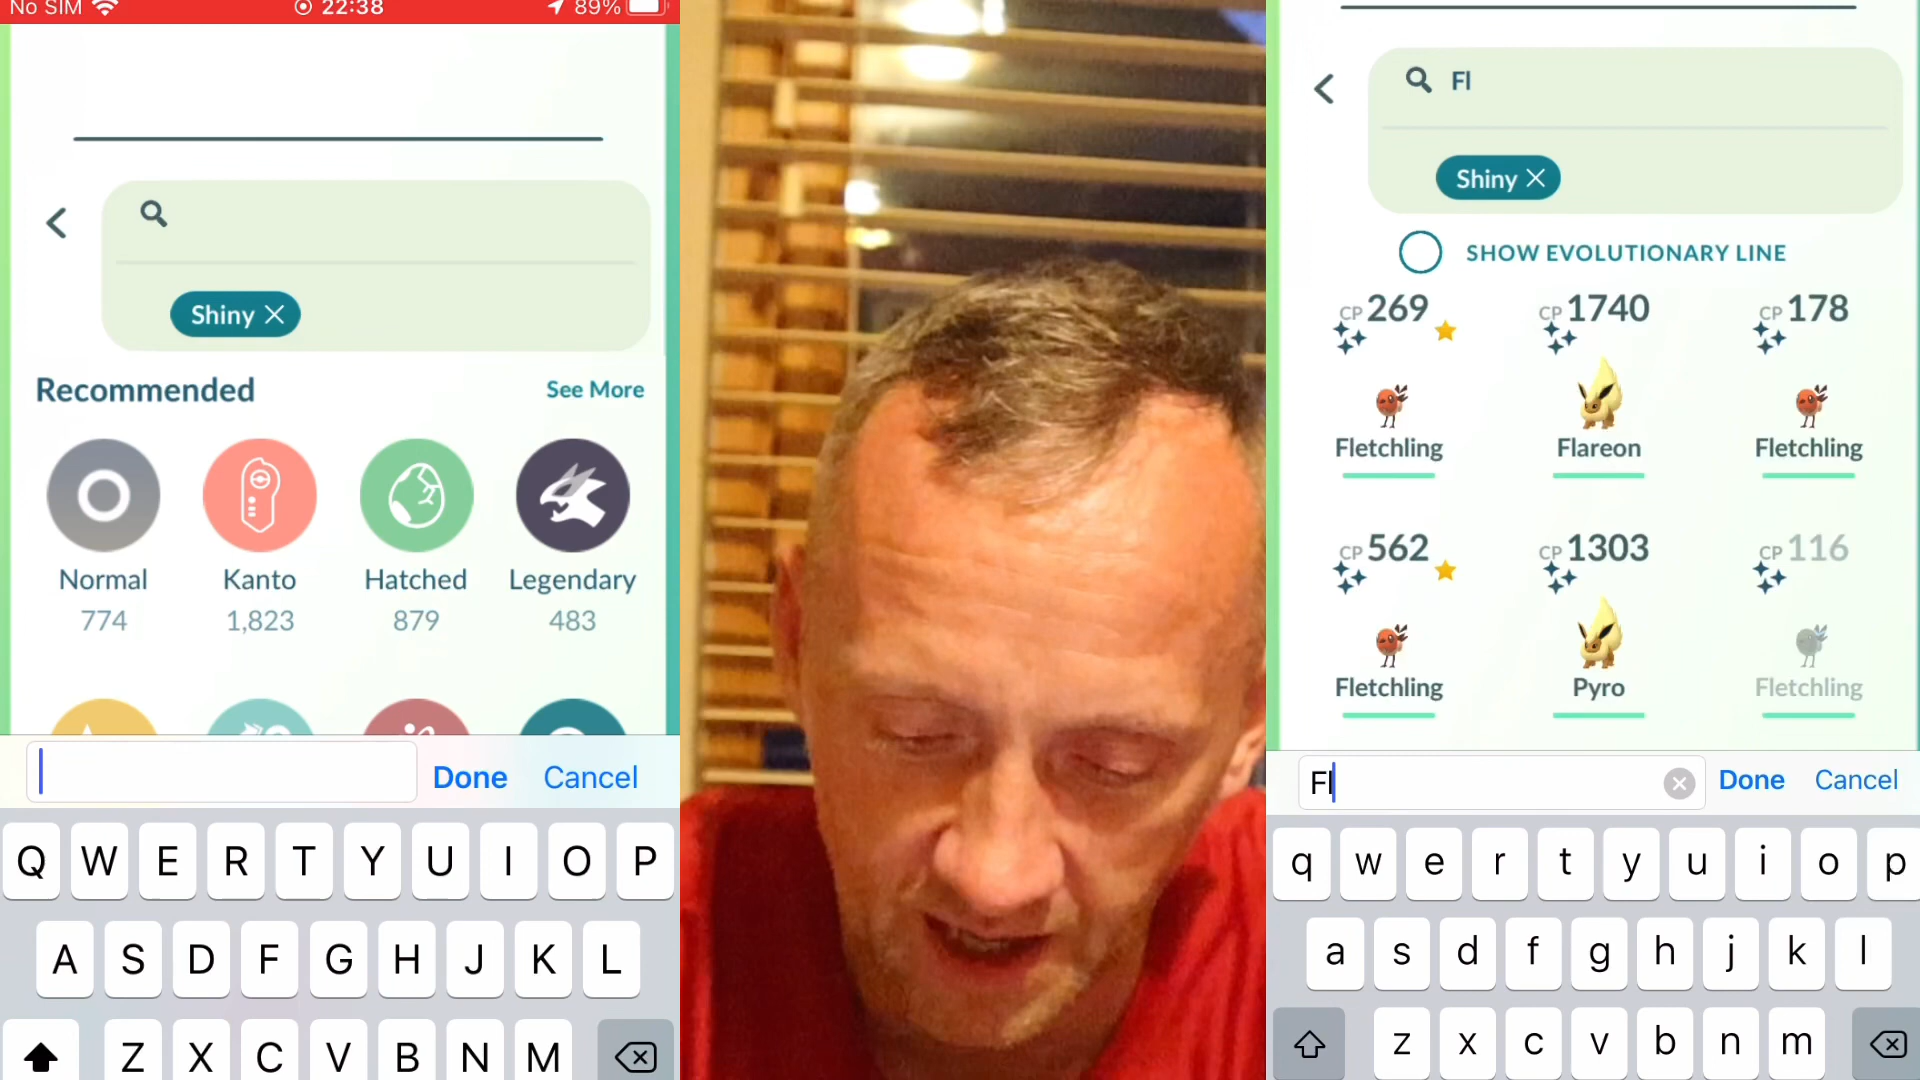 No SIM 22:38 89%
Shiny
Recommended See More
Normal Kanto Hatched Legendary
774 1,823 879 483
Done Cancel
Q W E R T Y U I O P
A S D F G H J K L
Z X C V B N M
Fl
Shiny
SHOW EVOLUTIONARY LINE
CP 269 CP 1740 CP 178
Fletchling Flareon Fletchling
CP 562 CP 1303 CP 116
Fletchling Pyro Fletchling
Fl Done Cancel
q w e r t y u i o p
a s d f g h j k l
z x c v b n m